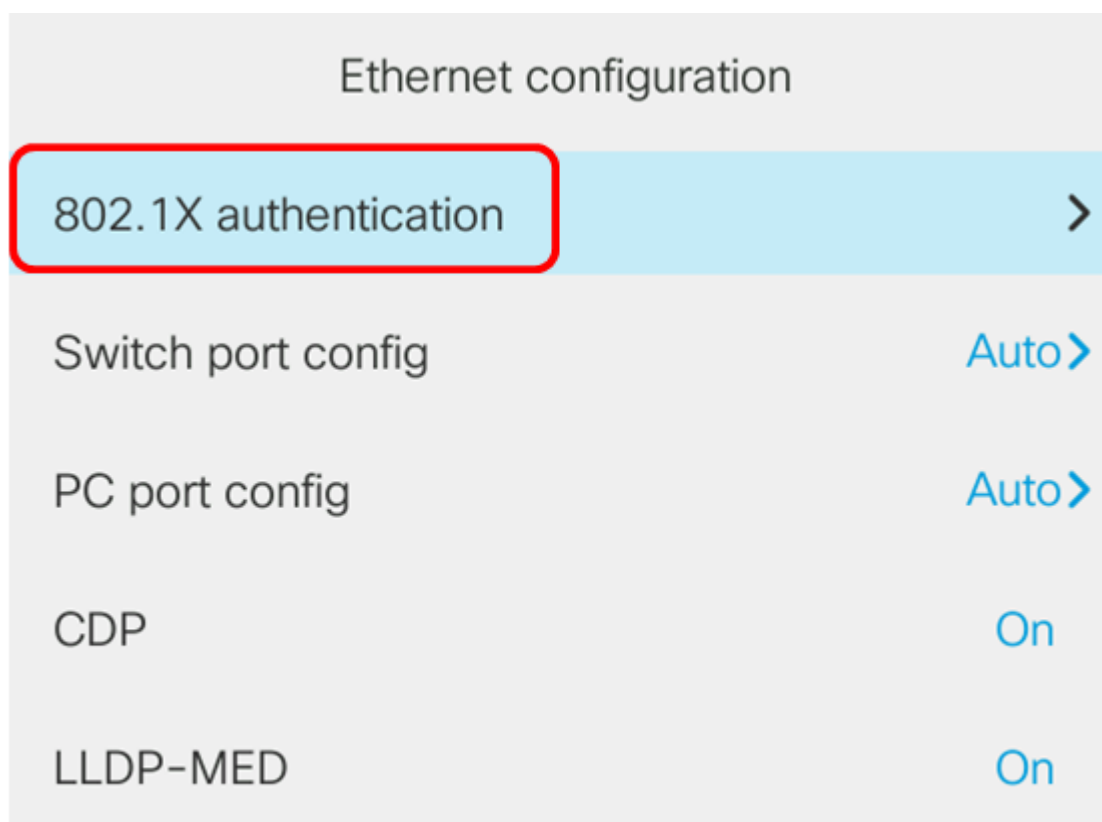 Ethernet configuration
802.1X authentication
Switch port config Auto
PC port config Auto
CDP On
LLDP-MED On